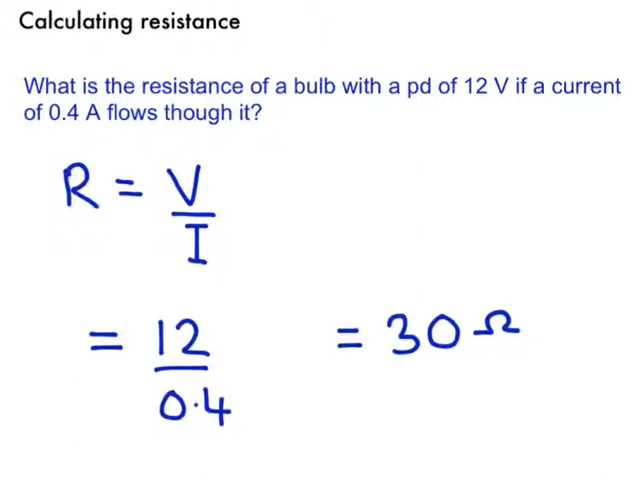 Calculating resistance
What is the resistance of a bulb with a pd of 12 V if a current
of 0.4 A flows though it?
R = V
I
= 12 = 30 Ω
0.4